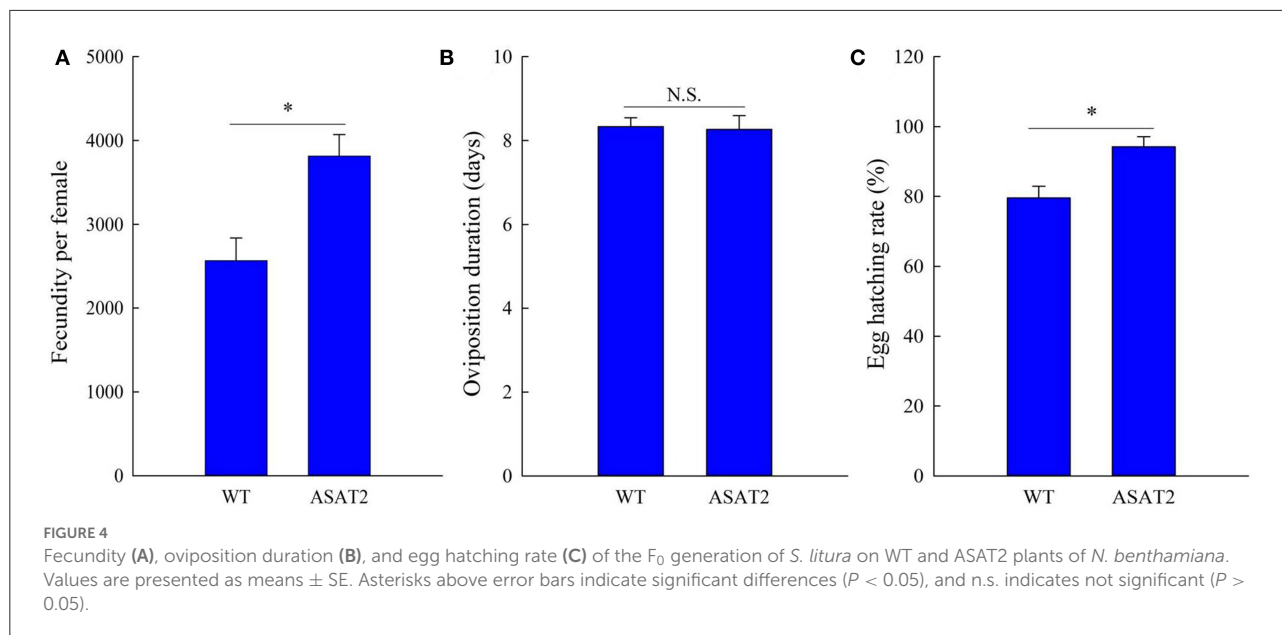 A
5000
4000
3000
2000
1000
0
Fecundity per female
*
WT
ASAT2
B
10
8
6
4
2
0
Oviposition duration (days)
N.S.
WT
ASAT2
C
120
100
80
60
40
20
0
Egg hatching rate (%)
*
WT
ASAT2
FIGURE 4
Fecundity (A), oviposition duration (B), and egg hatching rate (C) of the F0 generation of S. litura on WT and ASAT2 plants of N. benthamiana.
Values are presented as means ± SE. Asterisks above error bars indicate significant differences (P < 0.05), and n.s. indicates not significant (P >
0.05).